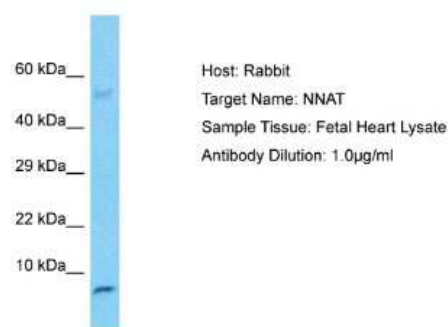 60 kDa
40 kDa
29 kDa
22 kDa
10 kDa
Host: Rabbit
Target Name: NNAT
Sample Tissue: Fetal Heart Lysate
Antibody Dilution: 1.0µg/ml